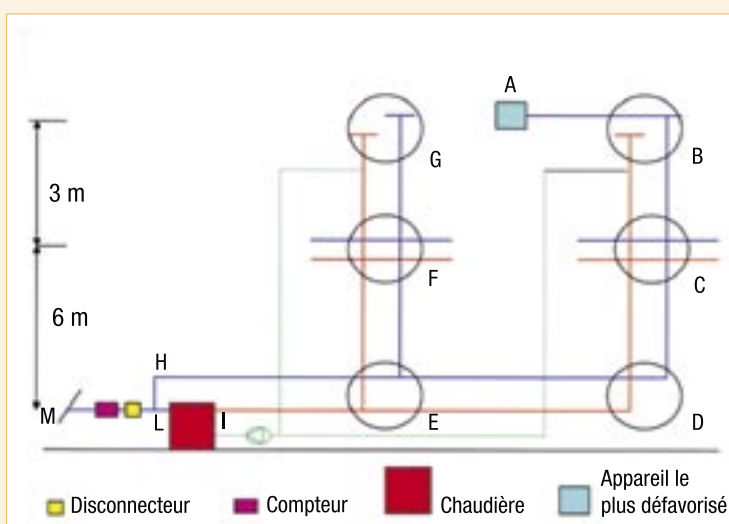 A
G
B
3 m
F
C
6 m
H
M
L
I
E
D
Disconnecteur
Compteur
Chaudière
Appareil le
plus défavorisé